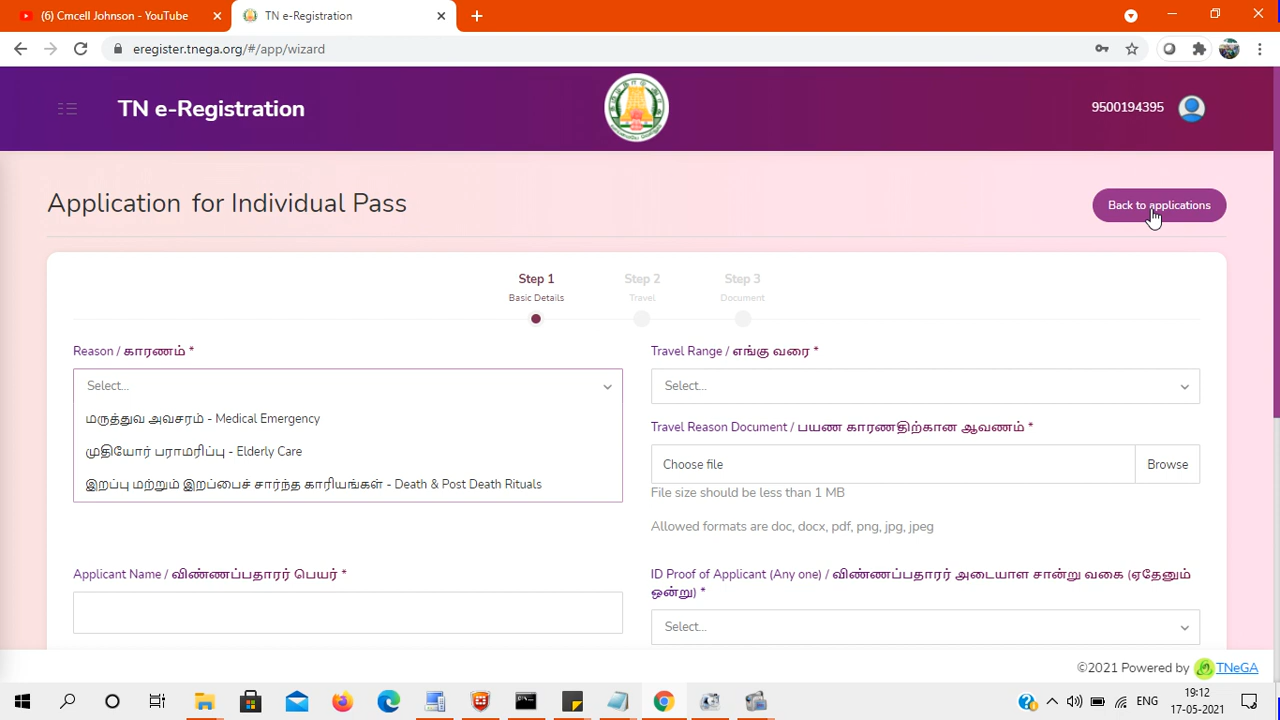 (6) Cmcell Johnson - YouTube
TN e-Registration
eregister.tnega.org/#/app/wizard
TN e-Registration
9500194395
Application for Individual Pass
Back to applications
Step 1
Step 2
Step 3
Basic Details
Travel
Document
Reason / காரணம் *
Travel Range / எங்கு வரை *
Select...
Select...
மருத்துவ அவசரம் - Medical Emergency
Travel Reason Document / பயண காரணதிற்கான ஆவணம் *
முதியோர் பராமரிப்பு - Elderly Care
Choose file
Browse
இறப்பு மற்றும் இறப்பைச் சார்ந்த காரியங்கள் - Death & Post Death Rituals
File size should be less than 1 MB
Allowed formats are doc, docx, pdf, png, jpg, jpeg
Applicant Name / விண்ணப்பதாரர் பெயர் *
ID Proof of Applicant (Any one) / விண்ணப்பதாரர் அடையாள சான்று வகை (ஏதேனும்
ஒன்று) *
Select...
©2021 Powered by TNeGA
ENG
19:12
17-05-2021